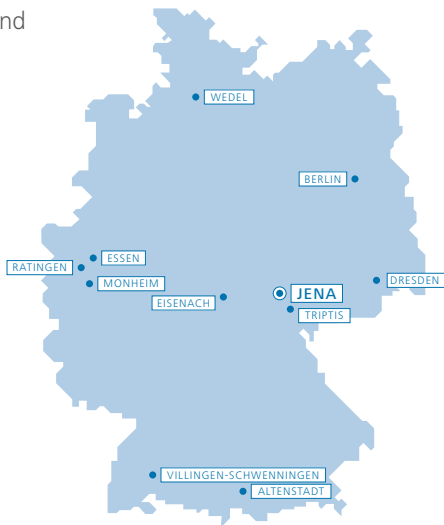 nd
WEDEL
BERLIN
ESSEN
RATINGEN
MONHEIM
DRESDEN
JENA
EISENACH
TRIPTIS
VILLINGEN-SCHWENNINGEN
ALTENSTADT